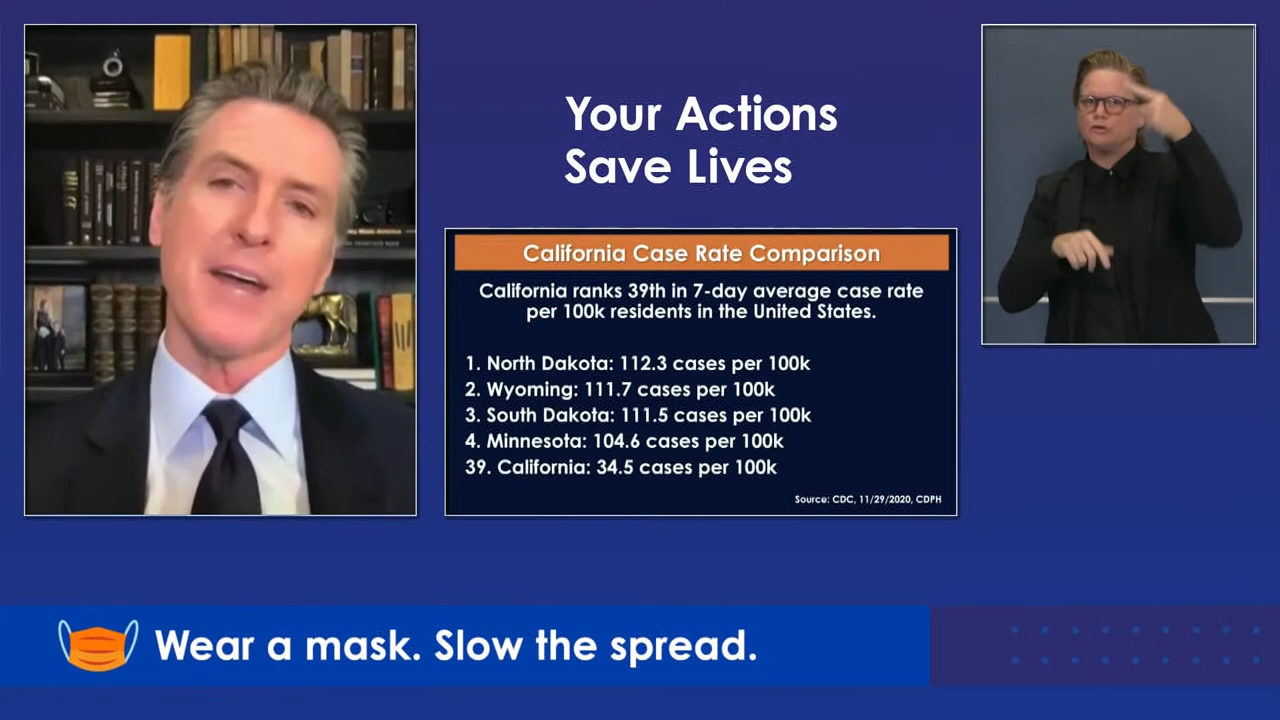 Your Actions
Save Lives
California Case Rate Comparison
California ranks 39th in 7-day average case rate
per 100k residents in the United States.
1. North Dakota: 112.3 cases per 100k
2. Wyoming: 111.7 cases per 100k
3. South Dakota: 111.5 cases per 100k
4. Minnesota: 104.6 cases per 100k
39. California: 34.5 cases per 100k
Source: CDC, 11/29/2020, CDPH
Wear a mask. Slow the spread.